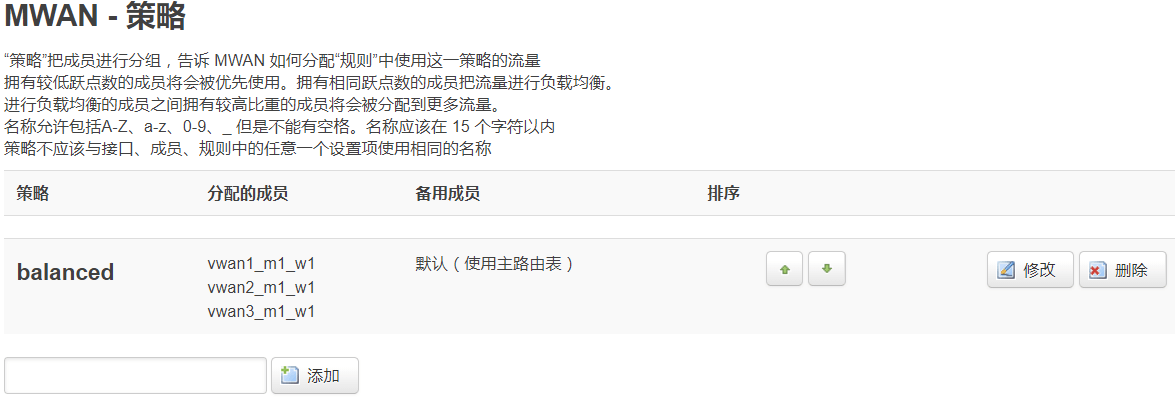 MWAN - 策略
“策略”把成员进行分组，告诉 MWAN 如何分配“规则”中使用这一策略的流量
拥有较低跃点数的成员将会被优先使用。拥有相同跃点数的成员把流量进行负载均衡。
进行负载均衡的成员之间拥有较高比重的成员将会被分配到更多流量。
名称允许包括A-Z、a-z、0-9、_ 但是不能有空格。名称应该在 15 个字符以内
策略不应该与接口、成员、规则中的任意一个设置项使用相同的名称
策略 分配的成员 备用成员 排序
balanced vwan1_m1_w1 默认（使用主路由表） 修改 删除
vwan2_m1_w1
vwan3_m1_w1
添加